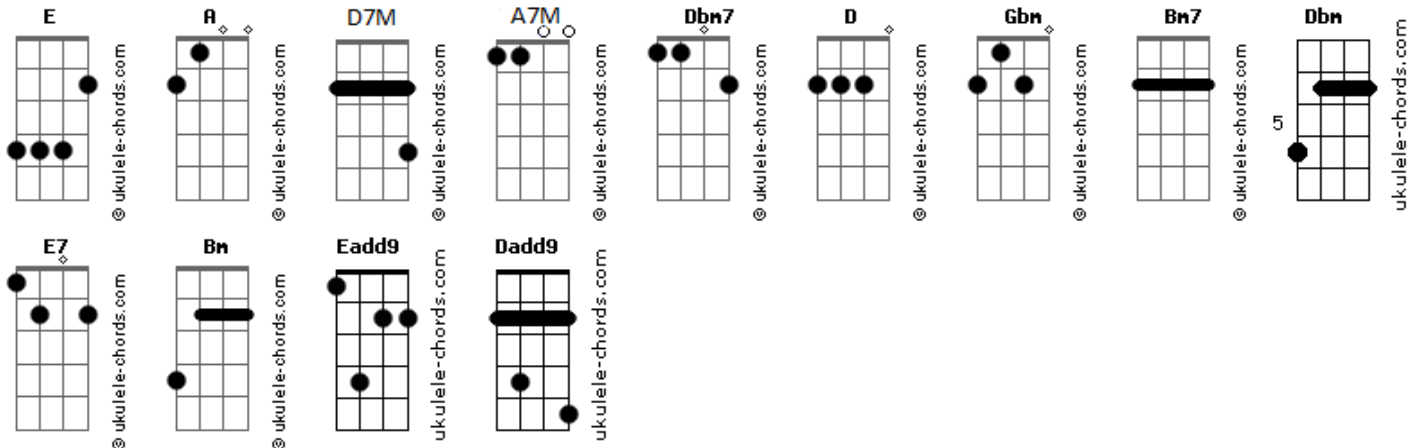 E A D7M A7M Dbm7 D Gbm Bm7 Dbm
© ukulele-chords.com © ukulele-chords.com © ukulele-chords.com © ukulele-chords.com © ukulele-chords.com © ukulele-chords.com © ukulele-chords.com © ukulele-chords.com ukulele-chords.com
5
E7 Bm Eadd9 Dadd9
© ukulele-chords.com © ukulele-chords.com ukulele-chords.com ukulele-chords.com